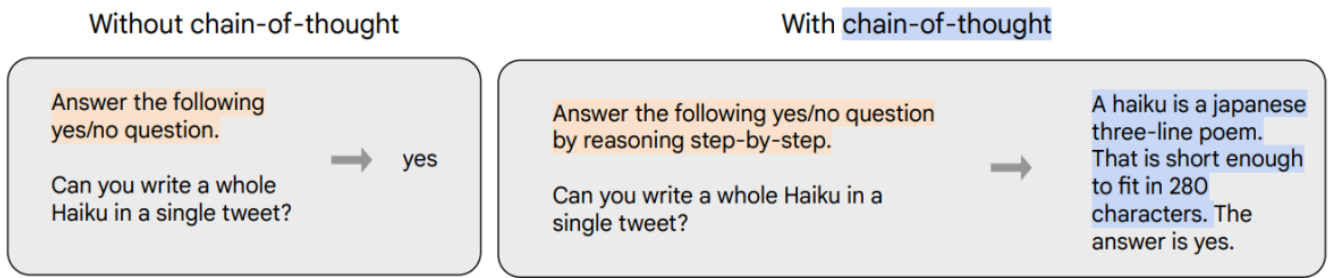 Without chain-of-thought
Answer the following
yes/no question.
Can you write a whole
Haiku in a single tweet?
yes
With chain-of-thought
Answer the following yes/no question
by reasoning step-by-step.
Can you write a whole Haiku in a
single tweet?
A haiku is a japanese
three-line poem.
That is short enough
to fit in 280
characters. The
answer is yes.